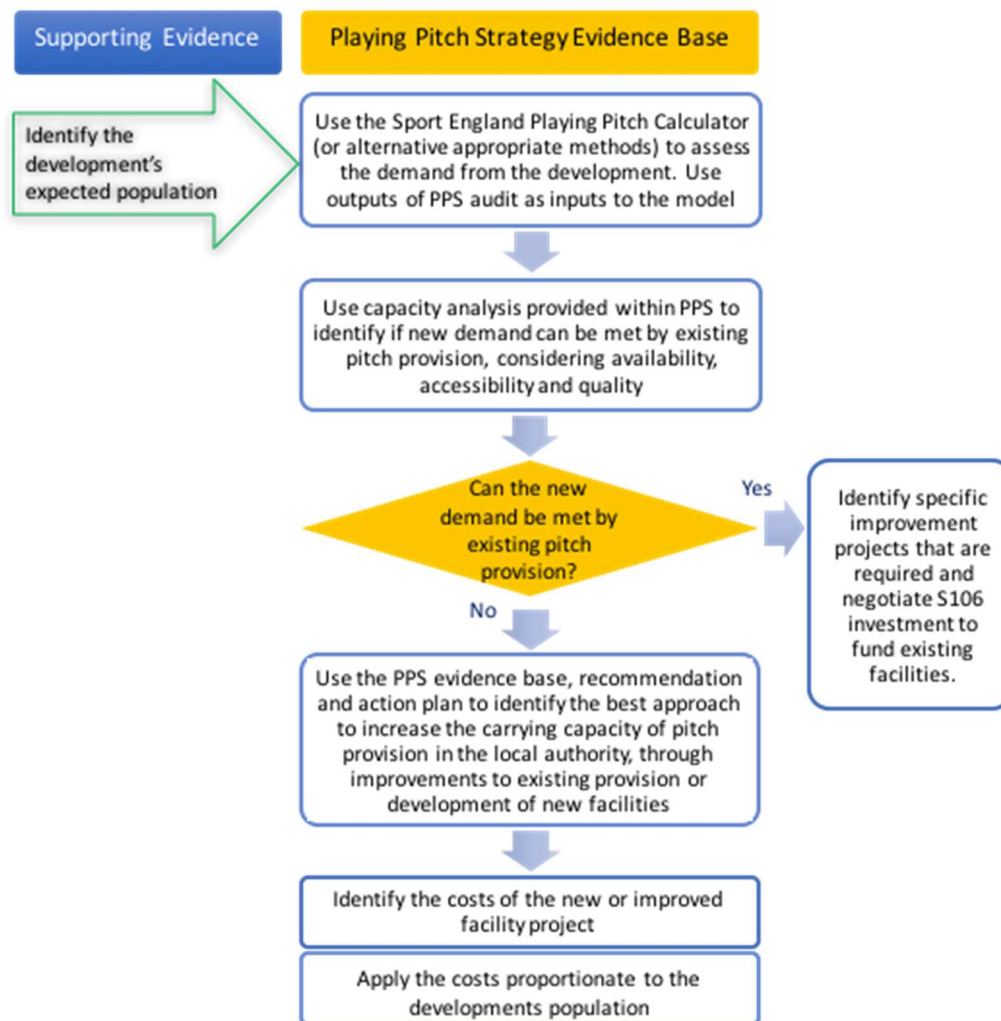 Supporting Evidence
Playing Pitch Strategy Evidence Base
Identify the
development's
expected population
Use the Sport England Playing Pitch Calculator
(or alternative appropriate methods) to assess
the demand from the development. Use
outputs of PPS audit as inputs to the model
Use capacity analysis provided within PPS to
identify if new demand can be met by existing
pitch provision, considering availability,
accessibility and quality
Can the new
demand be met by
existing pitch
provision?
Yes
Identify specific
improvement
projects that are
required and
negotiate S106
investment to
fund existing
facilities.
No
Use the PPS evidence base, recommendation
and action plan to identify the best approach
to increase the carrying capacity of pitch
provision in the local authority, through
improvements to existing provision or
development of new facilities
Identify the costs of the new or improved
facility project
Apply the costs proportionate to the
developments population